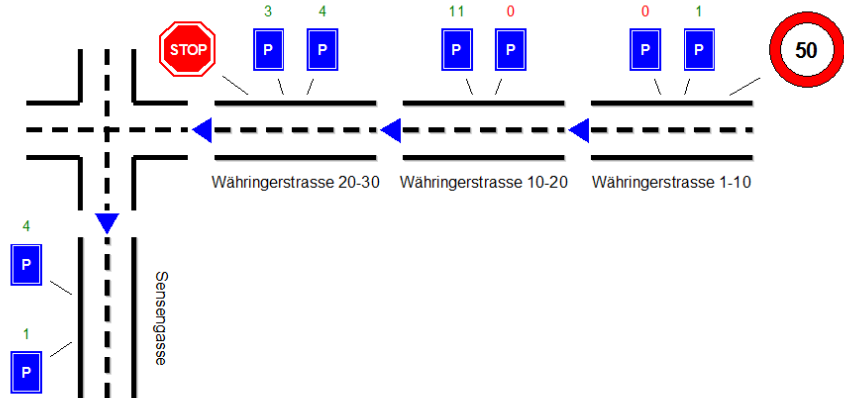 3 4 11 0 0 1
STOP P P P P P P 50
Währingerstrasse 20-30 Währingerstrasse 10-20 Währingerstrasse 1-10
4
P
Sensengasse
1
P